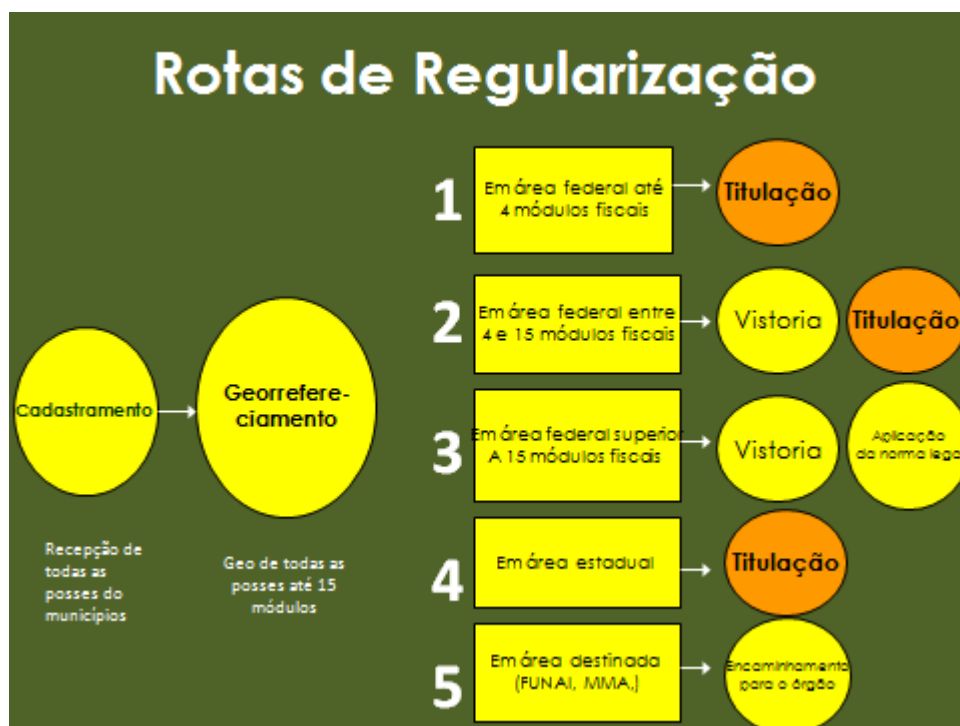 Rotas de Regularização
Cadastramento
Recepção de
todas as
posses do
municípios
Georrefere-
ciamento
Geo de todas as
posses até 15
módulos
1
Em área federal até
4 módulos fiscais
Titulação
2
Em área federal entre
4 e 15 módulos fiscais
Vistoria
Titulação
3
Em área federal superior
A 15 módulos fiscais
Vistoria
Aplicação
da norma lega
4
Em área estadual
Titulação
5
Em área destinada
(FUNAI, MMA,)
Encaminhamento
para o órgão